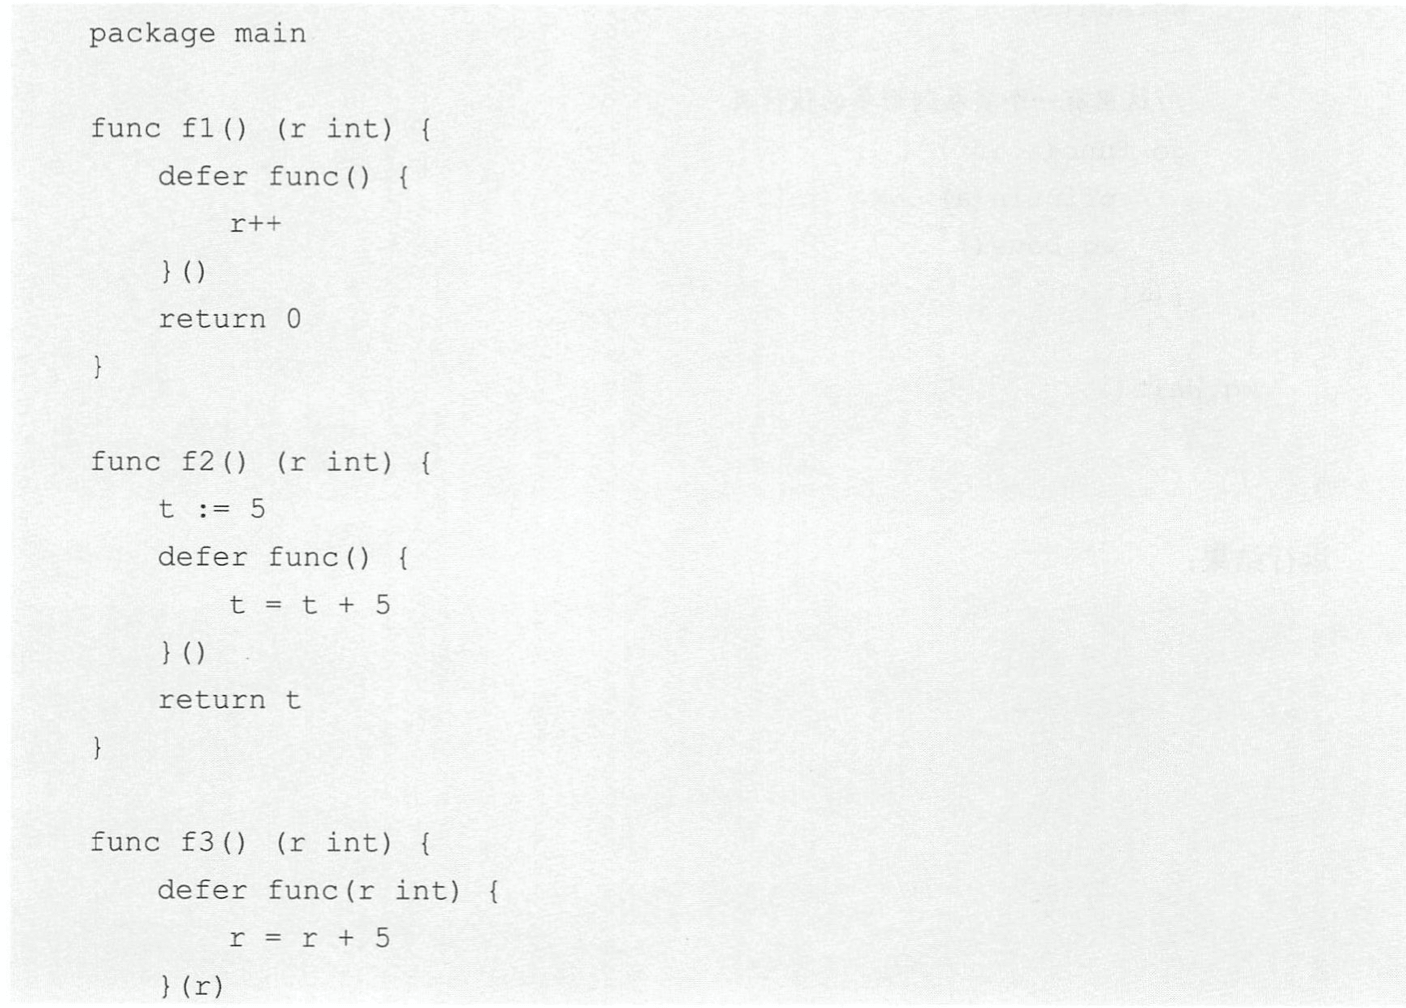 package main
func f1() (r int) {
    defer func() {
        r++
    }()
    return 0
}
func f2() (r int) {
    t := 5
    defer func() {
        t = t + 5
    }()
    return t
}
func f3() (r int) {
    defer func(r int) {
        r = r + 5
    }(r)